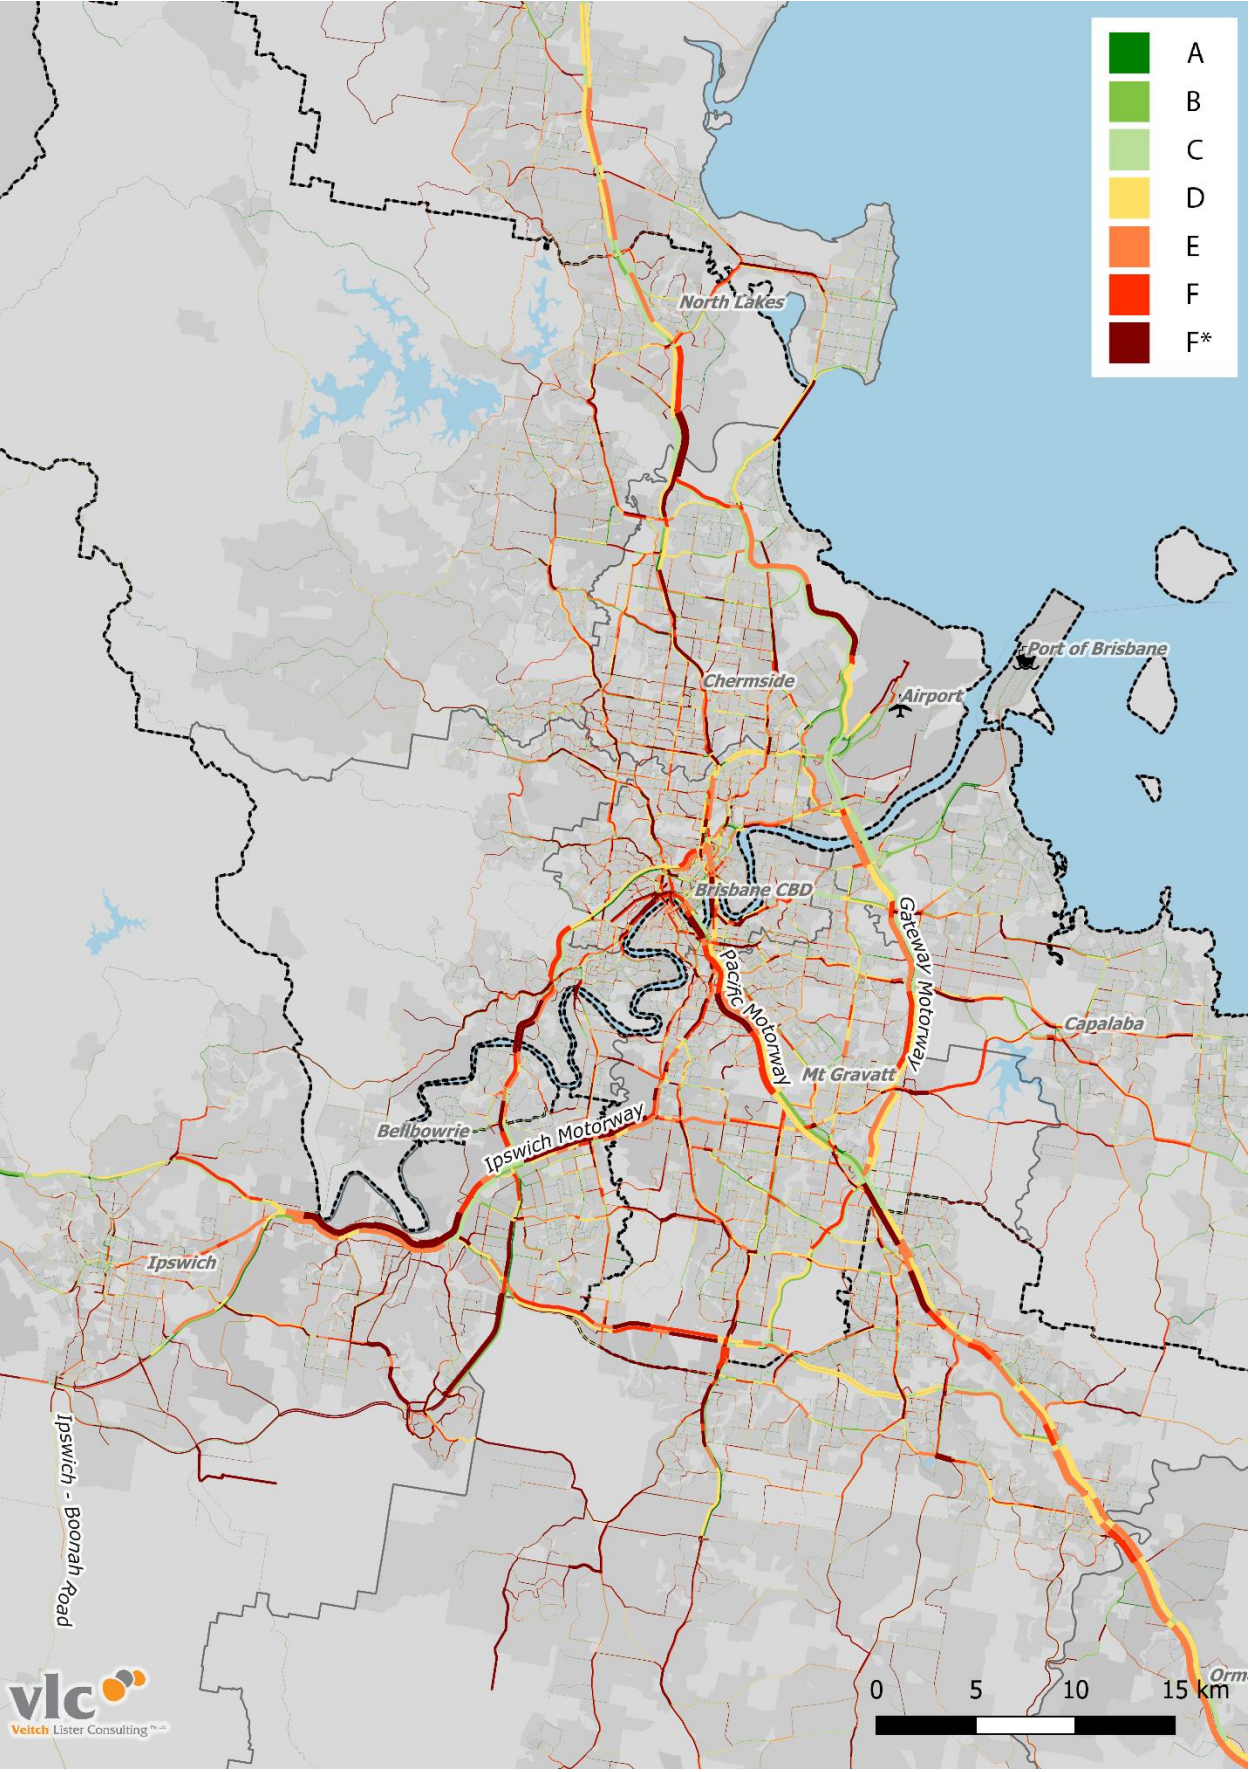 A
B
C
D
E
F
F*
North Lakes
Port of Brisbane
Chermside
Airport
Brisbane CBD
Gateway Motorway
Pacific Motorway
Capalaba
Mt Gravatt
Bellbowrie
Ipswich Motorway
Ipswich
Ipswich - Boonah Road
Orm
0 5 10 15 km
vlc
Veitch Lister Consulting